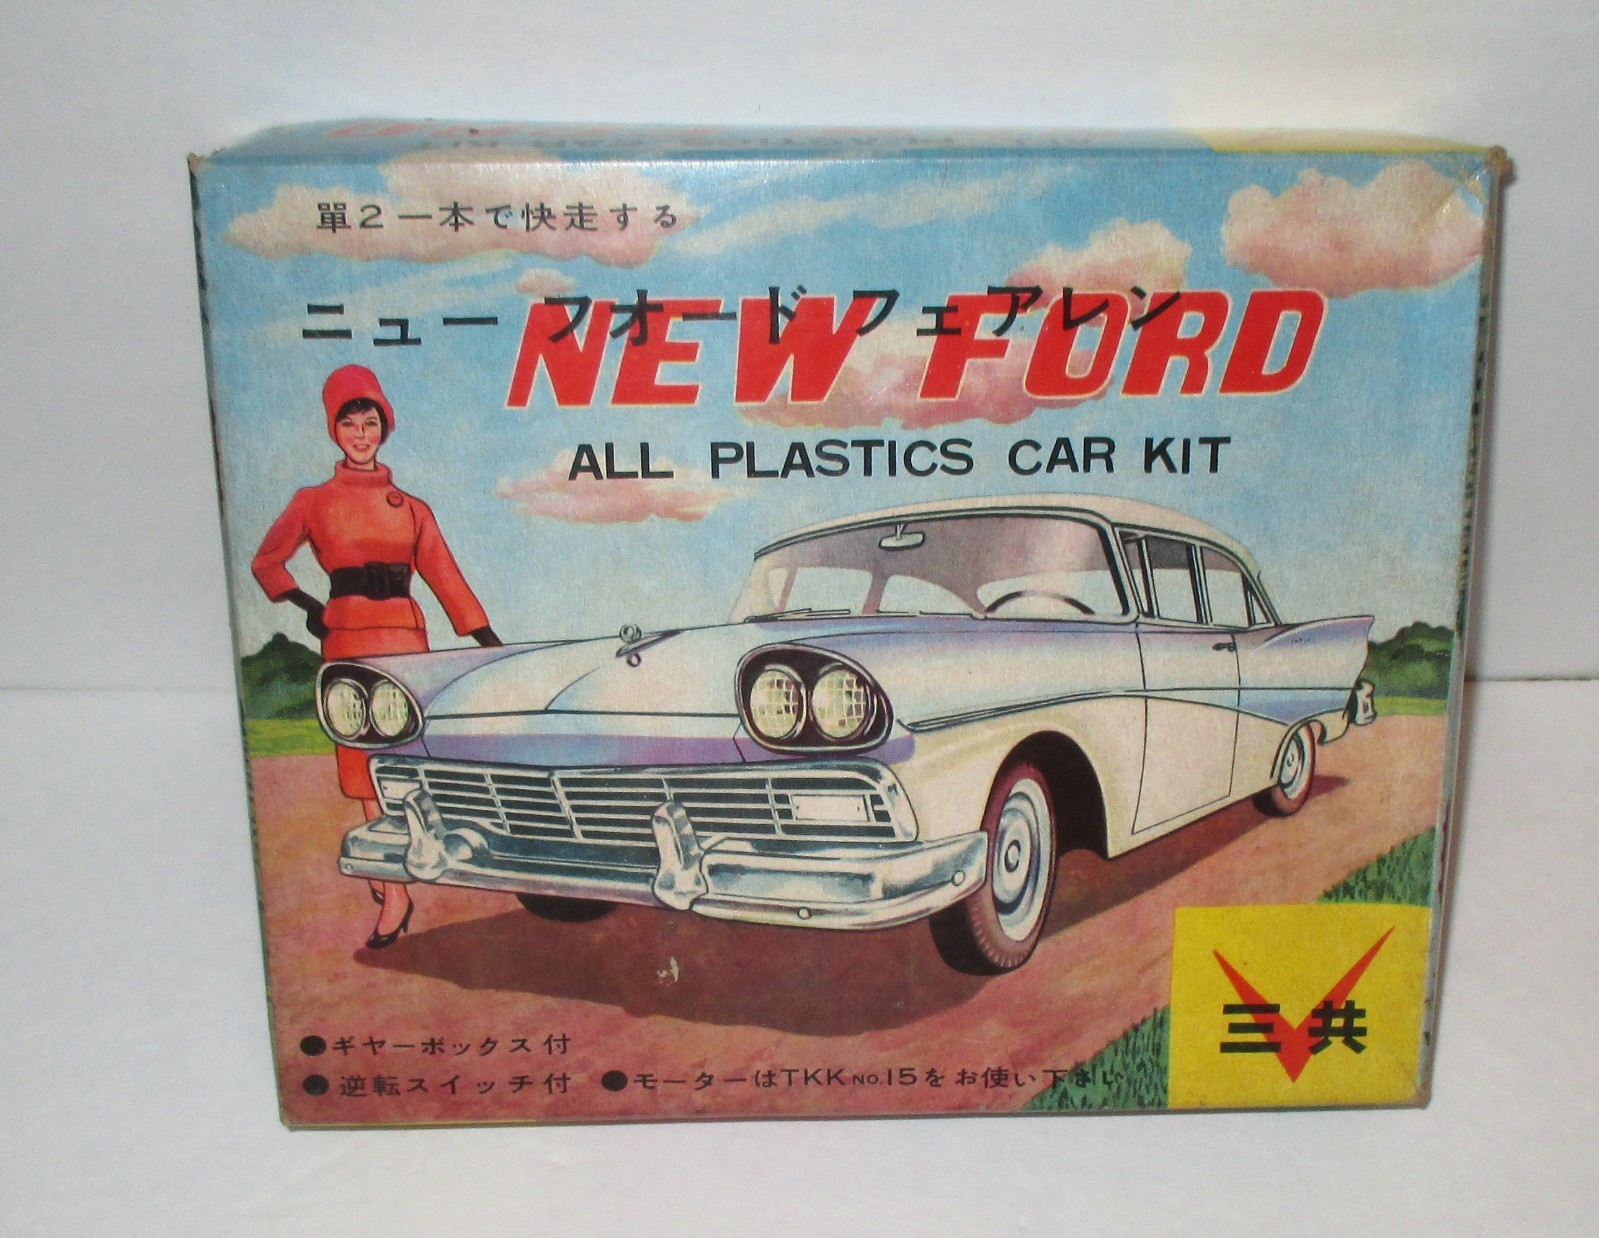 單2一本で快走する
ニューフオードフェアレン
NEW FORD
ALL PLASTICS CAR KIT
●ギヤーボックス付
●逆転スイッチ付 ●モーターはTKK NO.15をお使い下さい
三共